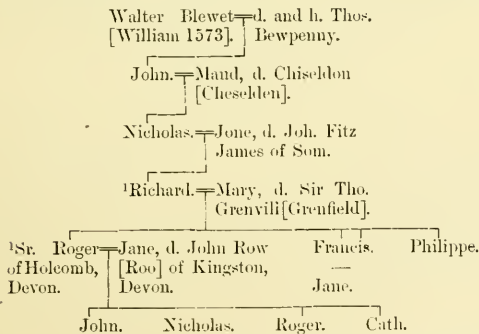 Walter Blewet═d. and h. Thos.
[William 1573]. Bewpenny.
John.═Maud, d. Chiseldon
[Cheselden].
Nicholas.═Jone, d. Joh. Fitz
James of Som.
¹Richard.═Mary, d. Sir Tho.
Grenvill[Grenfield].
¹Sr. Roger═Jane, d. John Row Francis. Philippe.
of Holcomb, [Roo] of Kingston, —
Devon. Devon. Jane.
John. Nicholas. Roger. Cath.